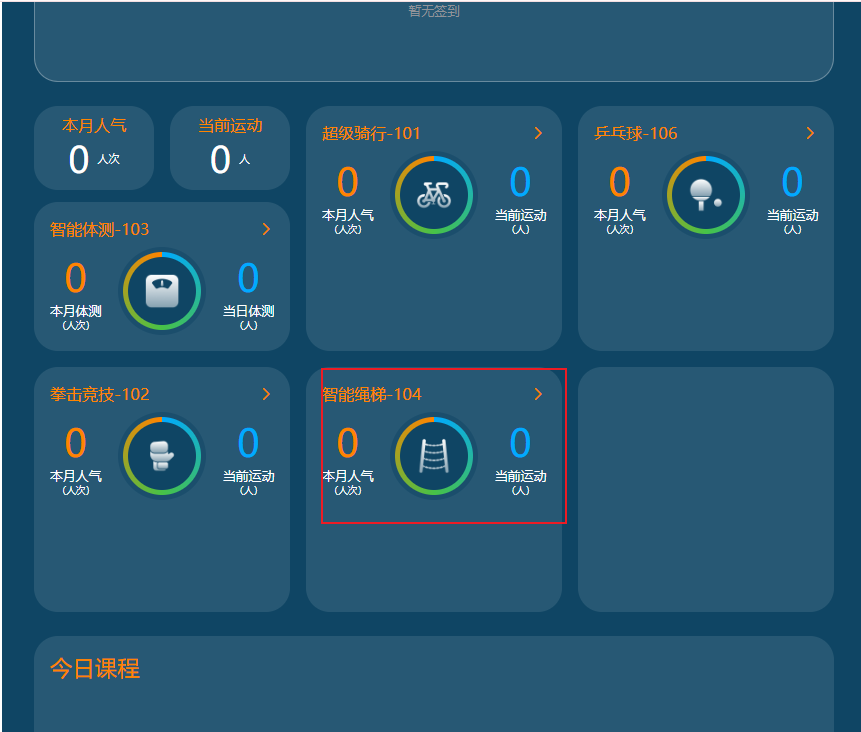 暂无签到
本月人气
0 人次
当前运动
0 人
智能体测-103
0
本月体测
(人次)
0
当日体测
(人)
超级骑行-101
0
本月人气
(人次)
0
当前运动
(人)
乒乓球-106
0
本月人气
(人次)
0
当前运动
(人)
拳击竞技-102
0
本月人气
(人次)
0
当前运动
(人)
智能绳梯-104
0
本月人气
(人次)
0
当前运动
(人)
今日课程